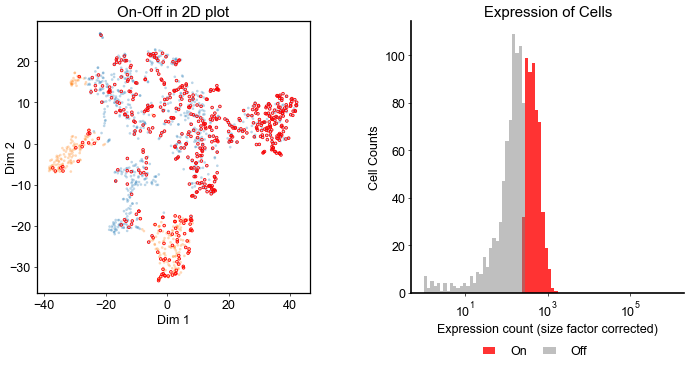 On-Off in 2D plot
20
10
0
−10
−20
−30
Dim 2
−40
−20
0
20
40
Dim 1
Expression of Cells
100
80
60
40
20
0
Cell Counts
10^1
10^3
10^5
Expression count (size factor corrected)
On
Off